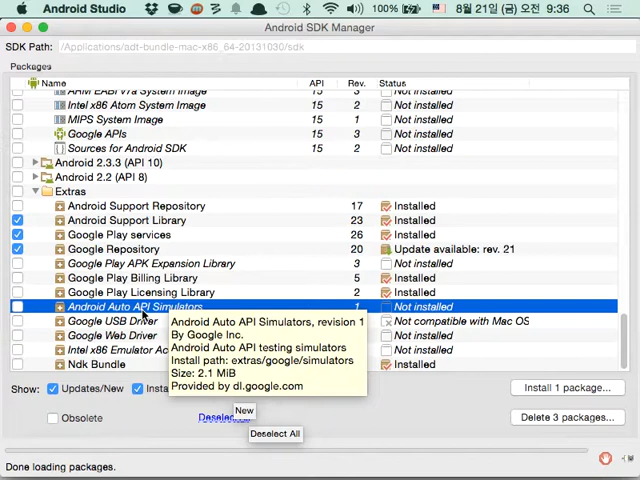 Android Studio 100% 8월 21일 (금) 오전 9:36
Android SDK Manager
SDK Path: /Applications/adt-bundle-mac-x86_64-20131030/sdk
Packages
Name API Rev. Status
ARM EABI v7a System Image 15 3 Not installed
Intel x86 Atom System Image 15 2 Not installed
MIPS System Image 15 1 Not installed
Google APIs 15 3 Not installed
Sources for Android SDK 15 2 Not installed
Android 2.3.3 (API 10)
Android 2.2 (API 8)
Extras
Android Support Repository 17 Installed
Android Support Library 23 Installed
Google Play services 26 Installed
Google Repository 20 Update available: rev. 21
Google Play APK Expansion Library 3 Not installed
Google Play Billing Library 5 Installed
Google Play Licensing Library 2 Installed
Android Auto API Simulators 1 Not installed
Google USB Driver Not compatible with Mac OS
Google Web Driver Not installed
Intel x86 Emulator Ac Not installed
Ndk Bundle Installed
Android Auto API Simulators, revision 1
By Google Inc.
Android Auto API testing simulators
Install path: extras/google/simulators
Size: 2.1 MiB
Provided by dl.google.com
Show: Updates/New Insta Install 1 package...
New
Obsolete Deselect Delete 3 packages...
Deselect All
Done loading packages.